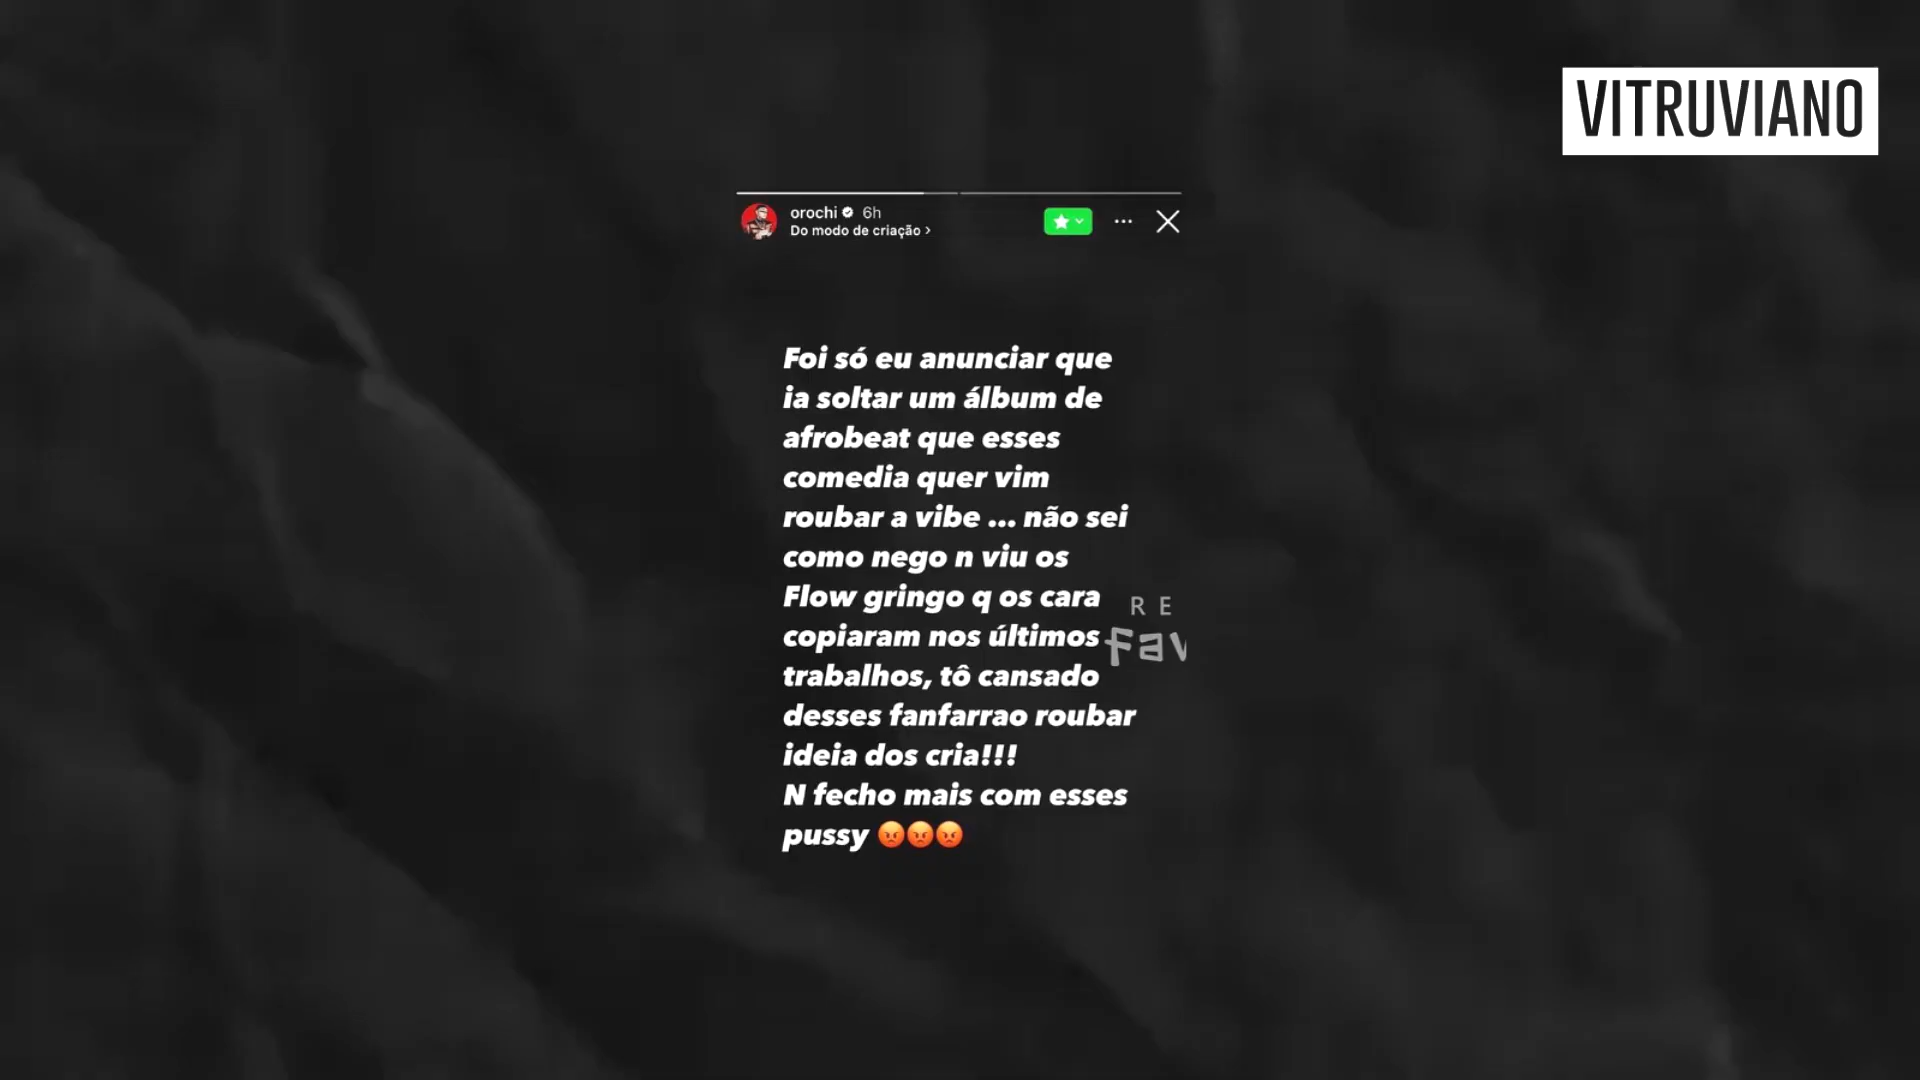 VITRUVIANO
orochi 6h
Do modo de criação ›
Foi só eu anunciar que
ia soltar um álbum de
afrobeat que esses
comedia quer vim
roubar a vibe ... não sei
como nego n viu os
Flow gringo q os cara
copiaram nos últimos
trabalhos, tô cansado
desses fanfarrao roubar
ideia dos cria!!!
N fecho mais com esses
pussy 😡😡😡
R E
Fav